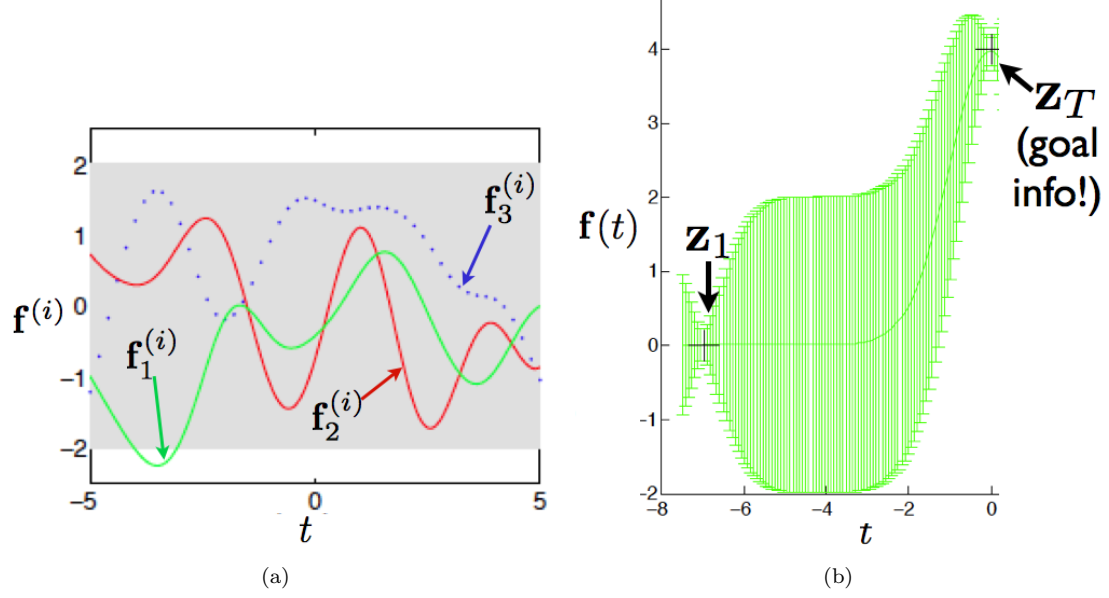 2
1
0
−1
−2
f^(i)
f_1^(i)
f_2^(i)
f_3^(i)
−5
0
5
t
(a)
4
3
2
1
0
-1
-2
f(t)
z_1
z_T
(goal
info!)
-8
-6
-4
-2
0
t
(b)